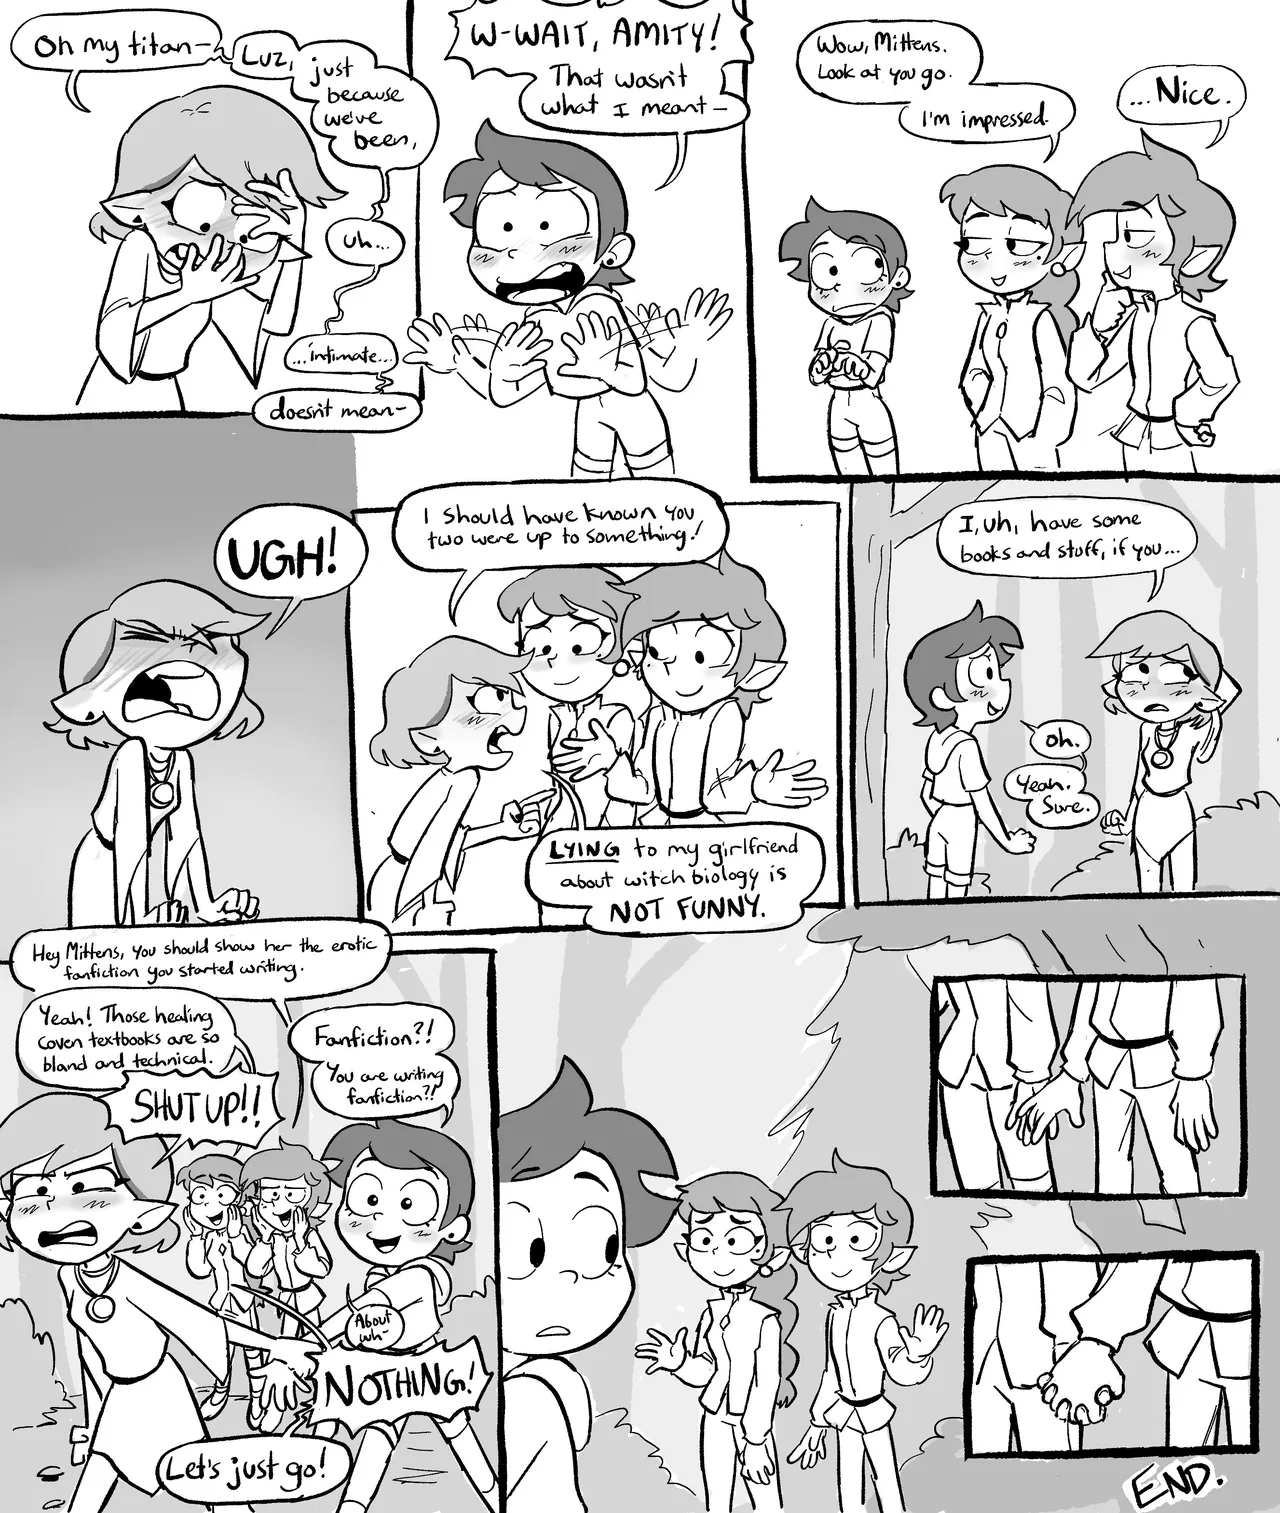 Oh my titan—
Luz, just
because
we've
been,
uh...
...intimate...
doesn't mean—
W-WAIT, AMITY!
That wasn't
what I meant—
Wow, Mittens.
Look at you go.
I'm impressed.
...Nice.
UGH!
I should have known you
two were up to something!
LYING to my girlfriend
about witch biology is
NOT FUNNY.
I, uh, have some
books and stuff, if you...
oh.
Yeah.
Sure.
Hey Mittens, you should show her the erotic
fanfiction you started writing.
Yeah! Those healing
coven textbooks are so
bland and technical.
SHUT UP!!
Fanfiction?!
You are writing
fanfiction?!
About
wh-
NOTHING!
Let's just go!
END.